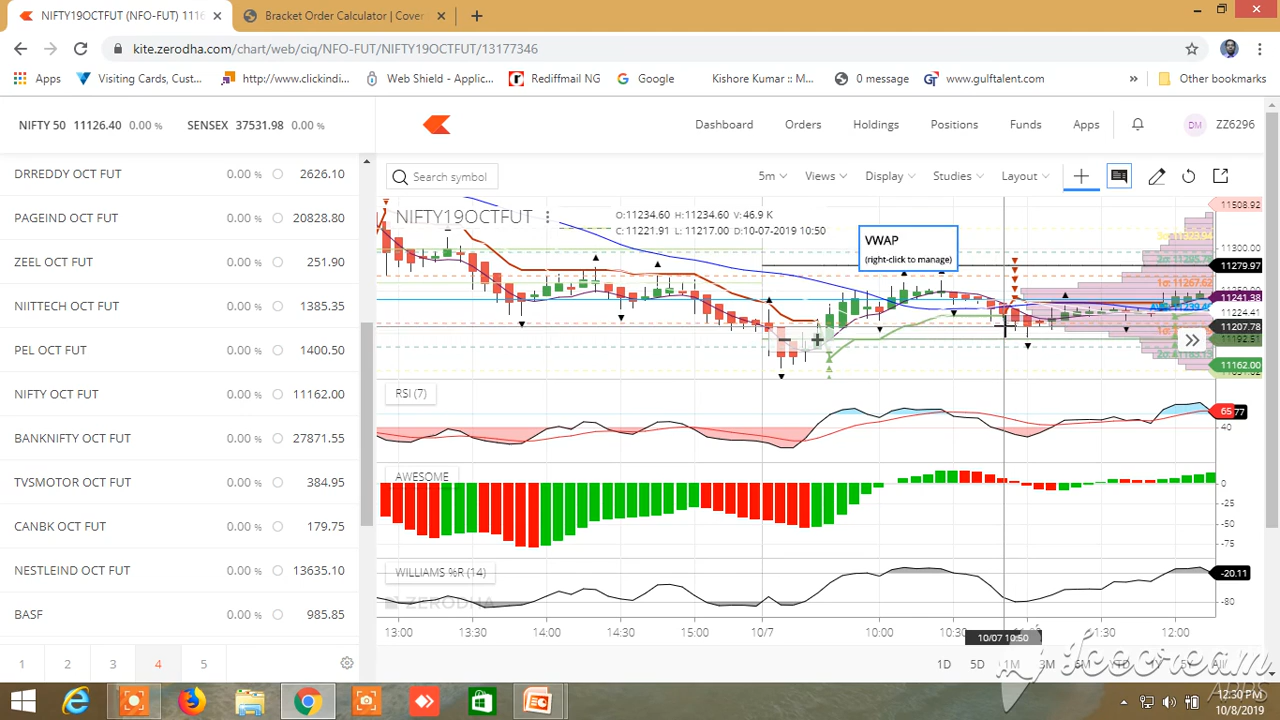 NIFTY19OCTFUT (NFO-FUT) 1116
Bracket Order Calculator | Cover
kite.zerodha.com/chart/web/ciq/NFO-FUT/NIFTY19OCTFUT/13177346
Apps
Visiting Cards, Cust...
http://www.clickindi...
Web Shield - Applic...
Rediffmail NG
Google
Kishore Kumar :: M...
0 message
www.gulftalent.com
»
Other bookmarks
NIFTY 50 11126.40 0.00 %
SENSEX 37531.98 0.00 %
Dashboard
Orders
Holdings
Positions
Funds
Apps
DM
ZZ6296
DRREDDY OCT FUT 0.00 % 2626.10
PAGEIND OCT FUT 0.00 % 20828.80
ZEEL OCT FUT 0.00 % 251.90
NIITTECH OCT FUT 0.00 % 1385.35
PEL OCT FUT 0.00 % 1400.50
NIFTY OCT FUT 0.00 % 11162.00
BANKNIFTY OCT FUT 0.00 % 27871.55
TVSMOTOR OCT FUT 0.00 % 384.95
CANBK OCT FUT 0.00 % 179.75
NESTLEIND OCT FUT 0.00 % 13635.10
BASF 0.00 % 985.85
1 2 3 4 5
Search symbol
5m
Views
Display
Studies
Layout
NIFTY19OCTFUT
O:11234.60 H:11234.60 V:46.9 K
C:11221.91 L:11217.00 D:10-07-2019 10:50
VWAP
(right-click to manage)
11508.92
11300.00
11279.97
11241.38
11224.41
11207.78
11192.51
11162.00
RSI (7)
40
AWESOME
0
-25
-50
-75
WILLIAMS %R (14)
-20.11
-80
ZERODHA
13:00 13:30 14:00 14:30 15:00 10/7 10:00 10:30 11:30 12:00
10/07 10:50
1D 5D 1M 3M
Icecream
APPS
12:30 PM
10/8/2019